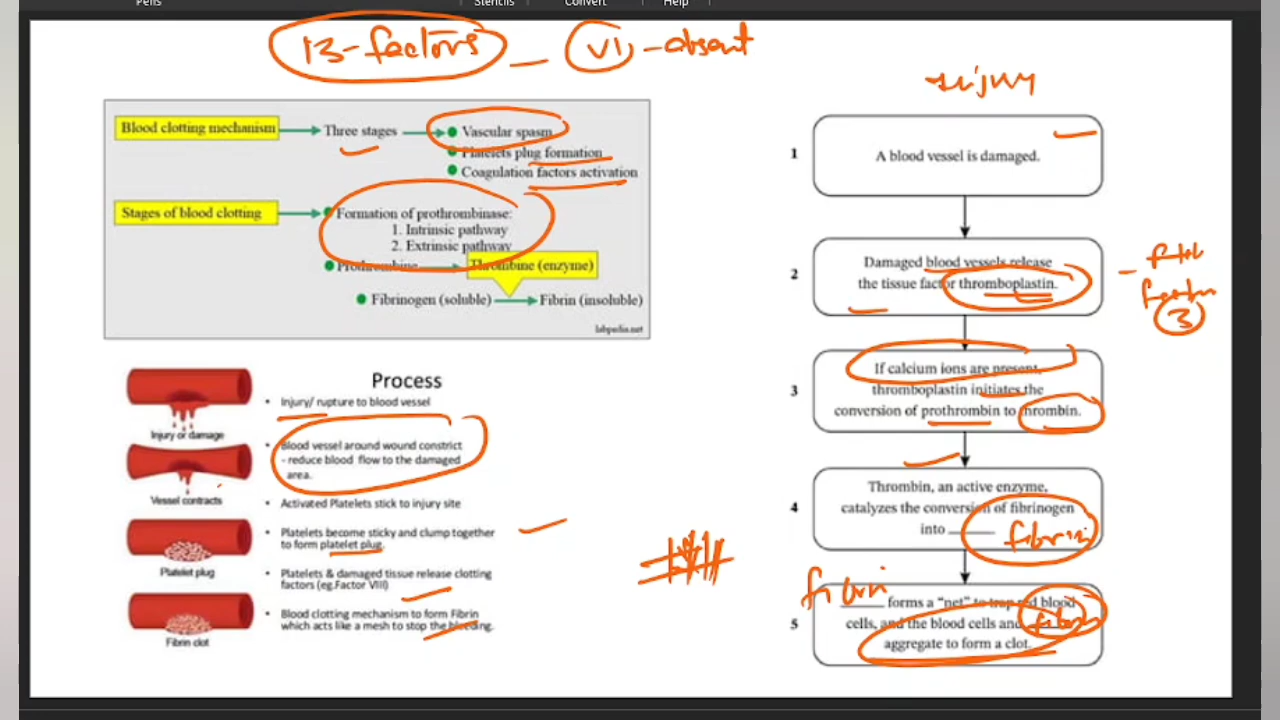 Pens Stencils Convert Help
13-factors – VI-absent
Blood clotting mechanism Three stages Vascular spasm
Platelets plug formation
Coagulation factors activation
Stages of blood clotting Formation of prothrombinase:
1. Intrinsic pathway
2. Extrinsic pathway
Prothrombine Thrombine (enzyme)
Fibrinogen (soluble) Fibrin (insoluble)
labpedia.net
Process
Injury/ rupture to blood vessel
Injury or damage
Blood vessel around wound constrict
- reduce blood flow to the damaged
area.
Vessel contracts
Activated Platelets stick to injury site
Platelets become sticky and clump together
to form platelet plug.
Platelet plug
Platelets & damaged tissue release clotting
factors (eg.Factor VIII)
Blood clotting mechanism to form Fibrin
which acts like a mesh to stop the bleeding.
Fibrin clot
injury
1
A blood vessel is damaged.
2
Damaged blood vessels release
the tissue factor thromboplastin.
factor
3
3
If calcium ions are present,
thromboplastin initiates the
conversion of prothrombin to thrombin.
4
Thrombin, an active enzyme,
catalyzes the conversion of fibrinogen
into fibrin
5
fibrin
forms a "net" to trap red blood
cells, and the blood cells and
aggregate to form a clot.